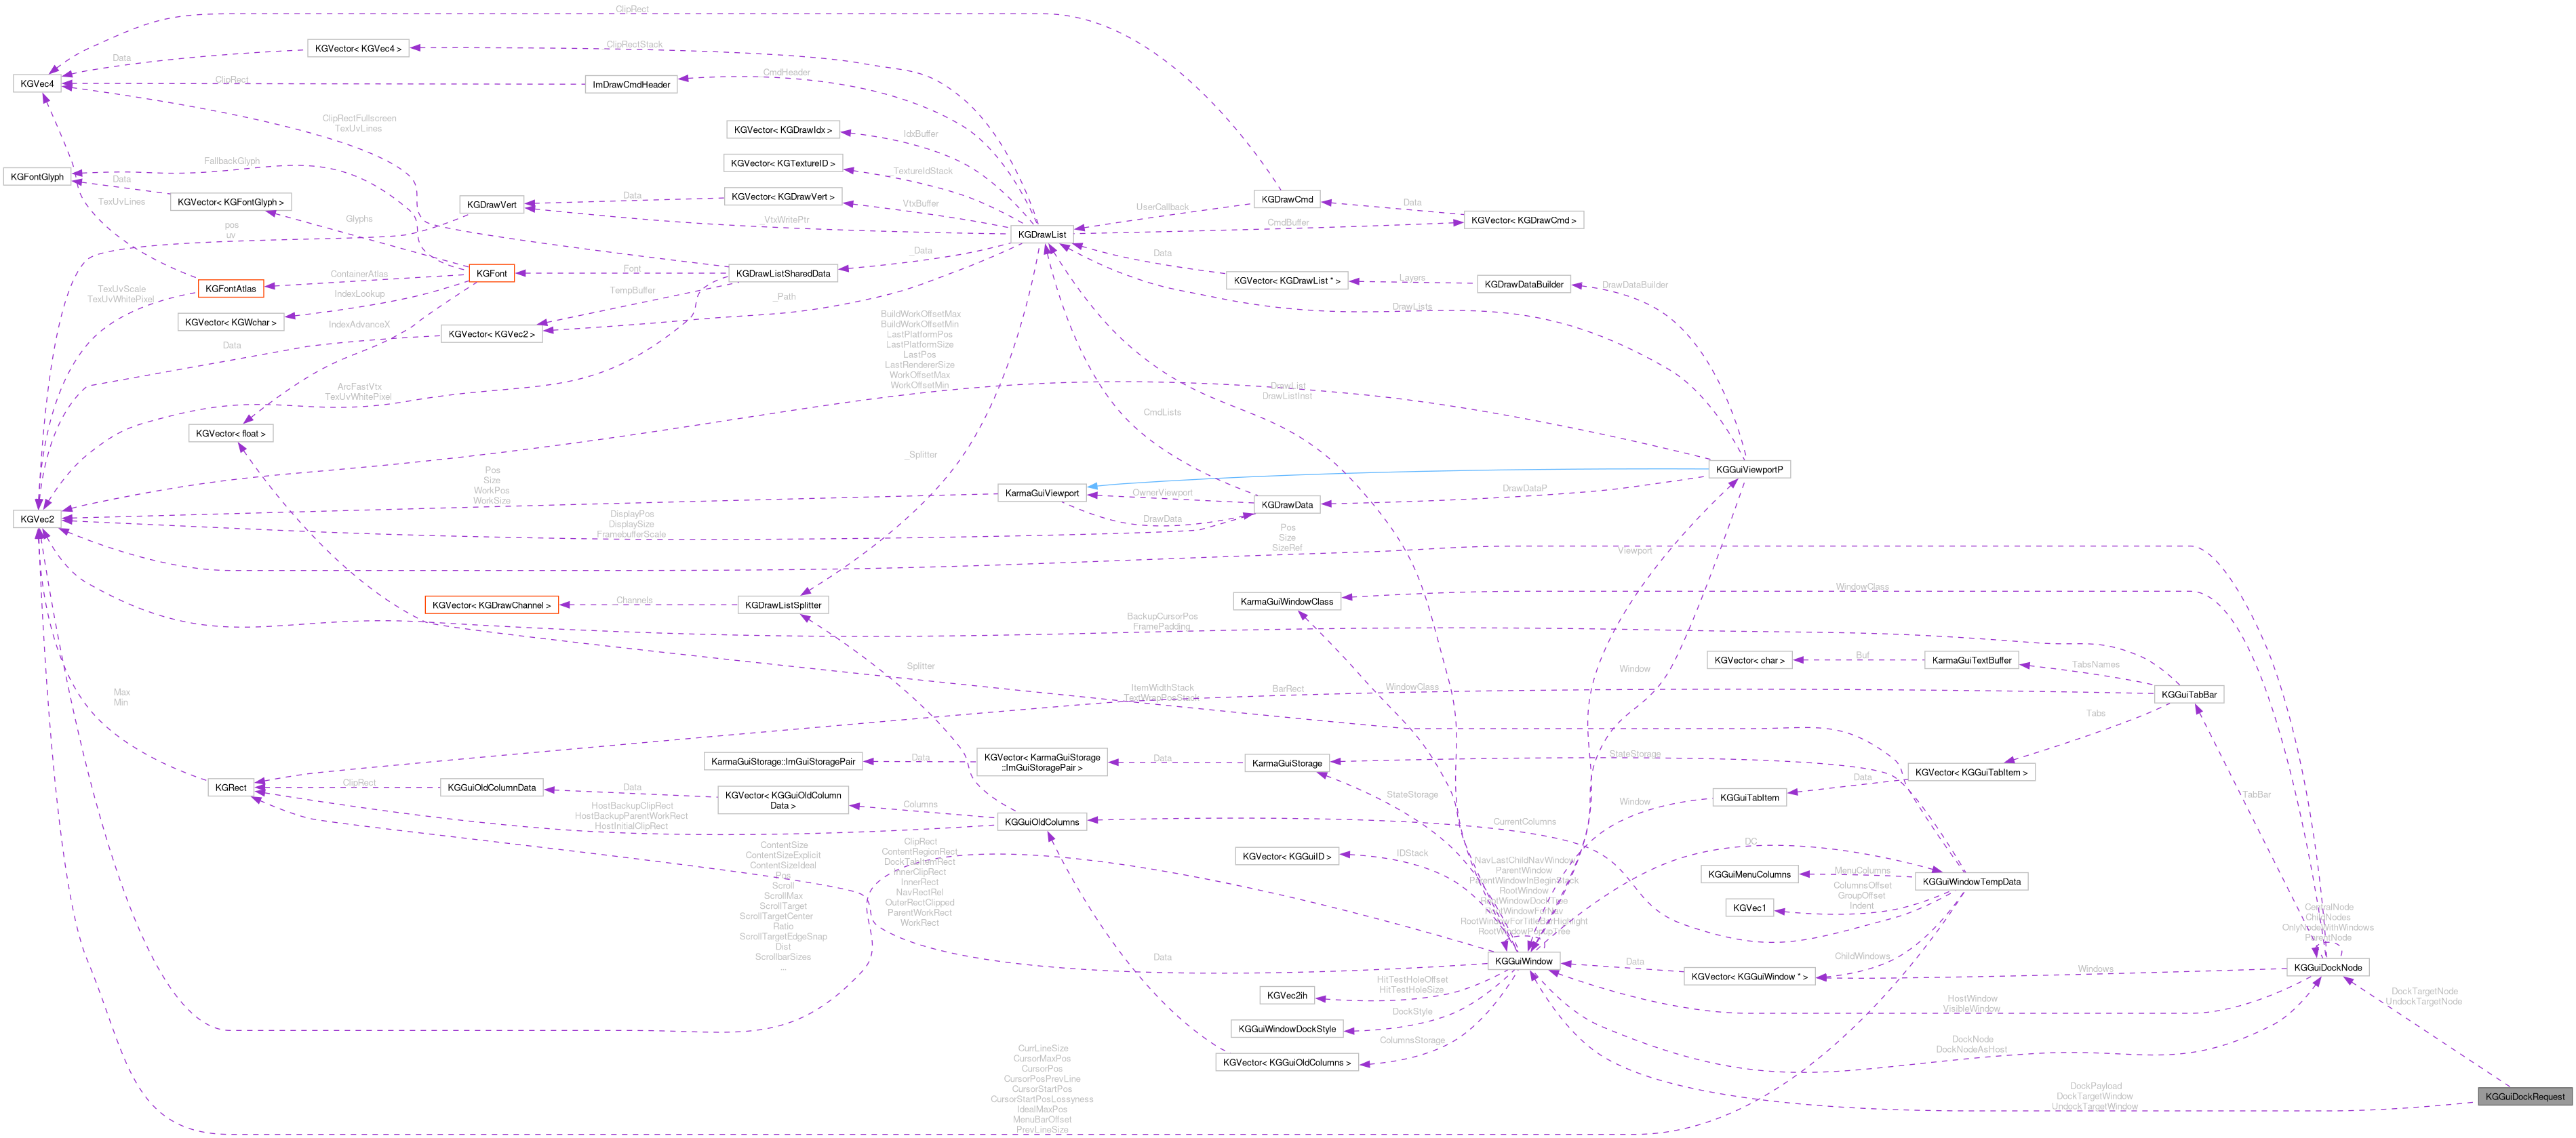 ClipRect
KGVector< KGVec4 >
ClipRectStack
Data
CmdHeader
KGVec4
ClipRect
ImDrawCmdHeader
ClipRectFullscreen
TexUvLines
KGVector< KGDrawIdx >
IdxBuffer
FallbackGlyph
KGVector< KGTextureID >
TextureIdStack
KGFontGlyph
Data
TexUvLines
KGVector< KGFontGlyph >
KGDrawVert
Data
KGVector< KGDrawVert >
VtxBuffer
_VtxWritePtr
KGDrawCmd
Data
UserCallback
CmdBuffer
KGVector< KGDrawCmd >
Glyphs
pos
uv
KGDrawList
_Data
Data
KGFont
Font
KGDrawListSharedData
ContainerAtlas
KGFontAtlas
TexUvScale
TexUvWhitePixel
IndexLookup
TempBuffer
_Path
KGVector< KGDrawList * >
Layers
KGDrawDataBuilder
DrawDataBuilder
DrawLists
KGVector< KGWchar >
IndexAdvanceX
KGVector< KGVec2 >
Data
BuildWorkOffsetMax
BuildWorkOffsetMin
LastPlatformPos
LastPlatformSize
LastPos
LastRendererSize
WorkOffsetMax
WorkOffsetMin
ArcFastVtx
TexUvWhitePixel
DrawList
DrawListInst
CmdLists
KGVector< float >
_Splitter
Pos
Size
WorkPos
WorkSize
KGGuiViewportP
KarmaGuiViewport
OwnerViewport
DrawDataP
KGDrawData
DrawData
KGVec2
DisplayPos
DisplaySize
FramebufferScale
Pos
Size
SizeRef
Viewport
WindowClass
KarmaGuiWindowClass
KGVector< KGDrawChannel >
Channels
KGDrawListSplitter
BackupCursorPos
FramePadding
Splitter
Window
KGVector< char >
Buf
KarmaGuiTextBuffer
TabsNames
KGGuiTabBar
Max
Min
ItemWidthStack
TextWrapPosStack
BarRect
WindowClass
Tabs
KarmaGuiStorage::ImGuiStoragePair
Data
KGVector< KarmaGuiStorage
::ImGuiStoragePair >
Data
KarmaGuiStorage
StateStorage
KGVector< KGGuiTabItem >
Data
KGGuiTabItem
TabBar
KGRect
ClipRect
KGGuiOldColumnData
Data
KGVector< KGGuiOldColumn
Data >
Columns
StateStorage
Window
HostBackupClipRect
HostBackupParentWorkRect
HostInitialClipRect
KGGuiOldColumns
CurrentColumns
ContentSize
ContentSizeExplicit
ContentSizeIdeal
Pos
Scroll
ScrollMax
ScrollTarget
ScrollTargetCenter
Ratio
ScrollTargetEdgeSnap
Dist
ScrollbarSizes
...
ClipRect
ContentRegionRect
DockTabItemRect
InnerClipRect
InnerRect
NavRectRel
OuterRectClipped
ParentWorkRect
WorkRect
KGVector< KGGuiID >
IDStack
NavLastChildNavWindow
ParentWindow
ParentWindowInBeginStack
RootWindow
RootWindowDockTree
RootWindowForNav
RootWindowForTitleBarHighlight
RootWindowPopupTree
DC
KGGuiMenuColumns
MenuColumns
KGGuiWindowTempData
KGVec1
ColumnsOffset
GroupOffset
Indent
CentralNode
ChildNodes
OnlyNodeWithWindows
ParentNode
Data
KGGuiWindow
Data
ChildWindows
KGVector< KGGuiWindow * >
Windows
KGGuiDockNode
KGVec2ih
HitTestHoleOffset
HitTestHoleSize
DockStyle
HostWindow
VisibleWindow
DockTargetNode
UndockTargetNode
KGGuiWindowDockStyle
ColumnsStorage
DockNode
DockNodeAsHost
KGVector< KGGuiOldColumns >
CurrLineSize
CursorMaxPos
CursorPos
CursorPosPrevLine
CursorStartPos
CursorStartPosLossyness
IdealMaxPos
MenuBarOffset
PrevLineSize
DockPayload
DockTargetWindow
UndockTargetWindow
KGGuiDockRequest